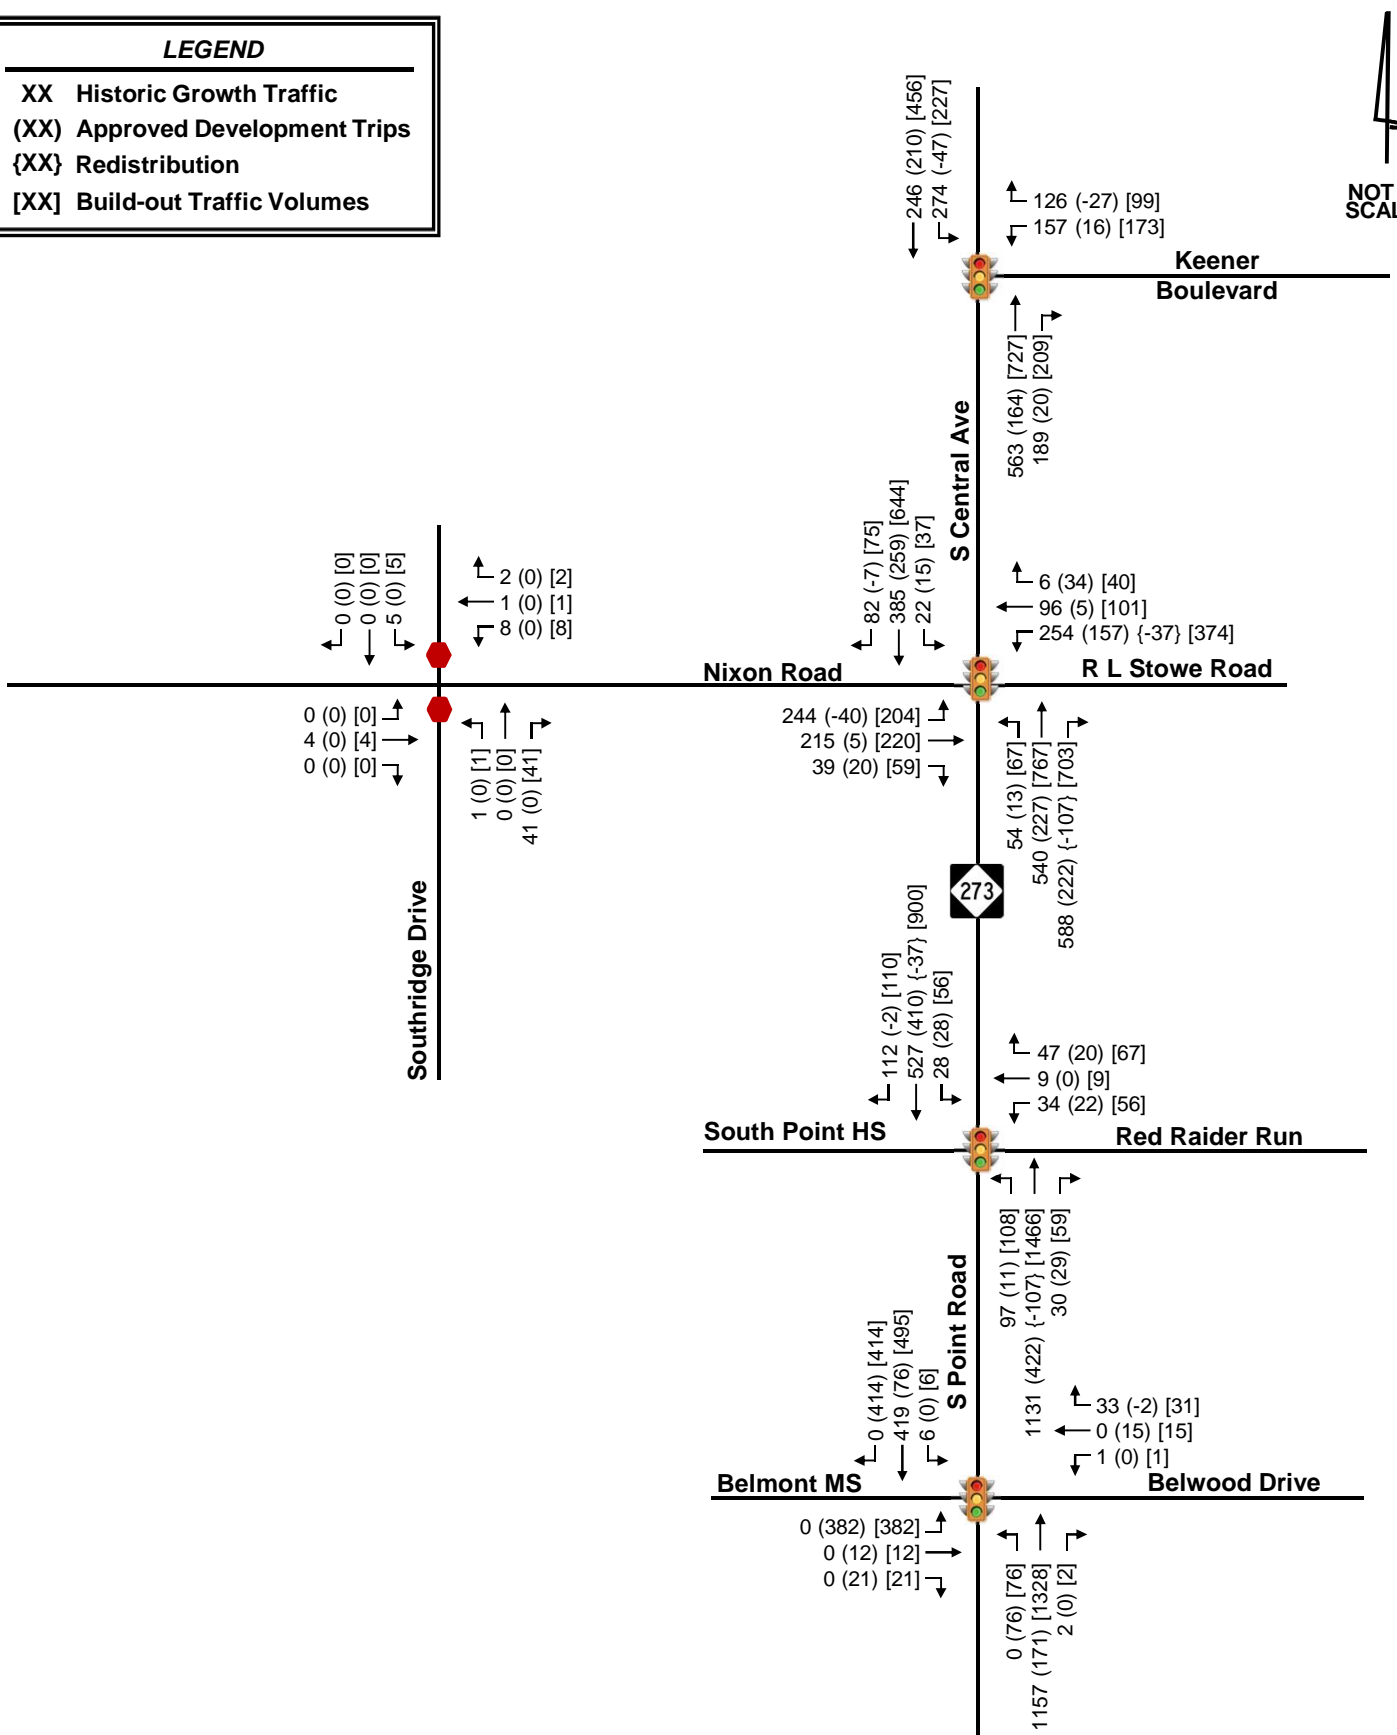 LEGEND
XX Historic Growth Traffic
(XX) Approved Development Trips
{XX} Redistribution
[XX] Build-out Traffic Volumes
NOT
SCAL
246 (210) [456]
274 (-47) [227]
126 (-27) [99]
157 (16) [173]
Keener
Boulevard
563 (164) [727]
189 (20) [209]
S Central Ave
82 (-7) [75]
385 (259) [644]
22 (15) [37]
6 (34) [40]
96 (5) [101]
254 (157) {-37} [374]
0 (0) [0]
0 (0) [0]
5 (0) [5]
2 (0) [2]
1 (0) [1]
8 (0) [8]
Nixon Road
R L Stowe Road
0 (0) [0]
4 (0) [4]
0 (0) [0]
1 (0) [1]
0 (0) [0]
41 (0) [41]
244 (-40) [204]
215 (5) [220]
39 (20) [59]
54 (13) [67]
540 (227) [767]
588 (222) {-107} [703]
Southridge Drive
273
112 (-2) [110]
527 (410) {-37} [900]
28 (28) [56]
47 (20) [67]
9 (0) [9]
34 (22) [56]
South Point HS
Red Raider Run
97 (11) [108]
1131 (422) {-107} [1466]
30 (29) [59]
S Point Road
0 (414) [414]
419 (76) [495]
6 (0) [6]
33 (-2) [31]
0 (15) [15]
1 (0) [1]
Belmont MS
Belwood Drive
0 (382) [382]
0 (12) [12]
0 (21) [21]
0 (76) [76]
1157 (171) [1328]
2 (0) [2]